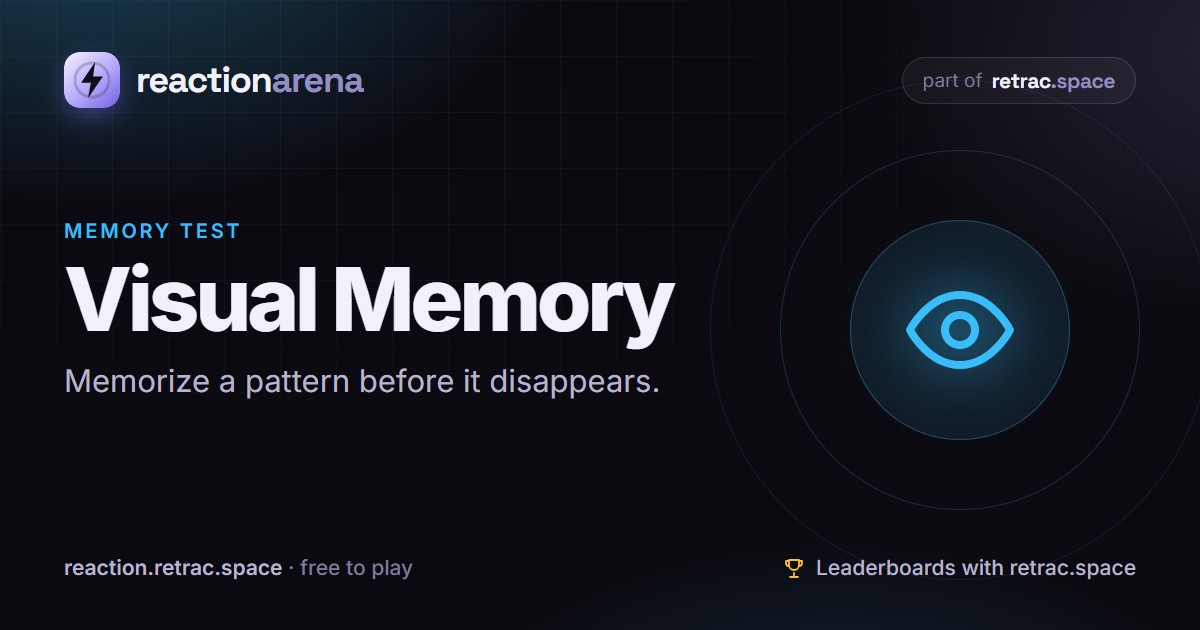 reactionarena
part of retrac.space
MEMORY TEST
Visual Memory
Memorize a pattern before it disappears.
reaction.retrac.space · free to play
Leaderboards with retrac.space